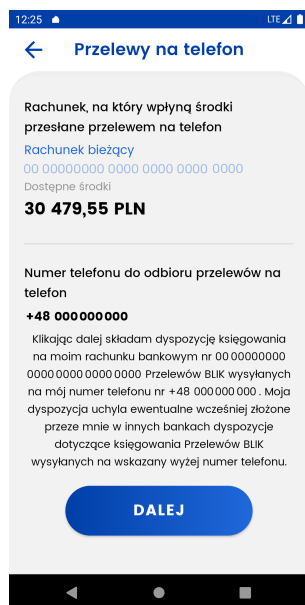 12:25 LTE
Przelewy na telefon
Rachunek, na który wpłyną środki
przesłane przelewem na telefon
Rachunek bieżący
00 00000000 0000 0000 0000 0000
Dostępne środki
30 479,55 PLN
Numer telefonu do odbioru przelewów na
telefon
+48 000000000
Klikając dalej składam dyspozycję księgowania
na moim rachunku bankowym nr 00 00000000
0000 0000 0000 0000 Przelewów BLIK wysyłanych
na mój numer telefonu nr +48 000 000 000 . Moja
dyspozycja uchyla ewentualne wcześniej złożone
przeze mnie w innych bankach dyspozycje
dotyczące księgowania Przelewów BLIK
wysyłanych na wskazany wyżej numer telefonu.
DALEJ